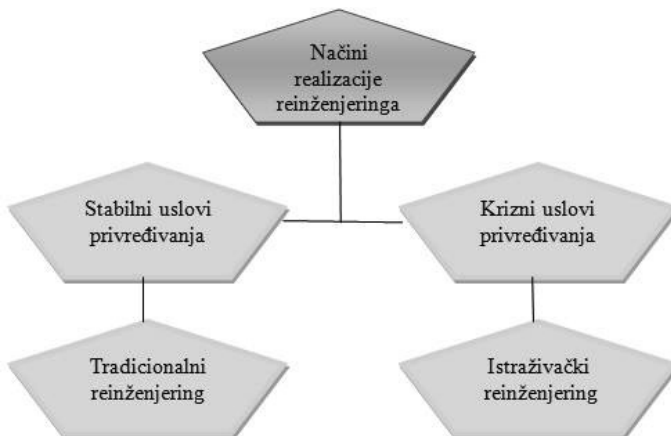 Načini
realizacije
reinženjeringa
Stabilni uslovi
privređivanja
Krizni uslovi
privređivanja
Tradicionalni
reinženjering
Istraživački
reinženjering